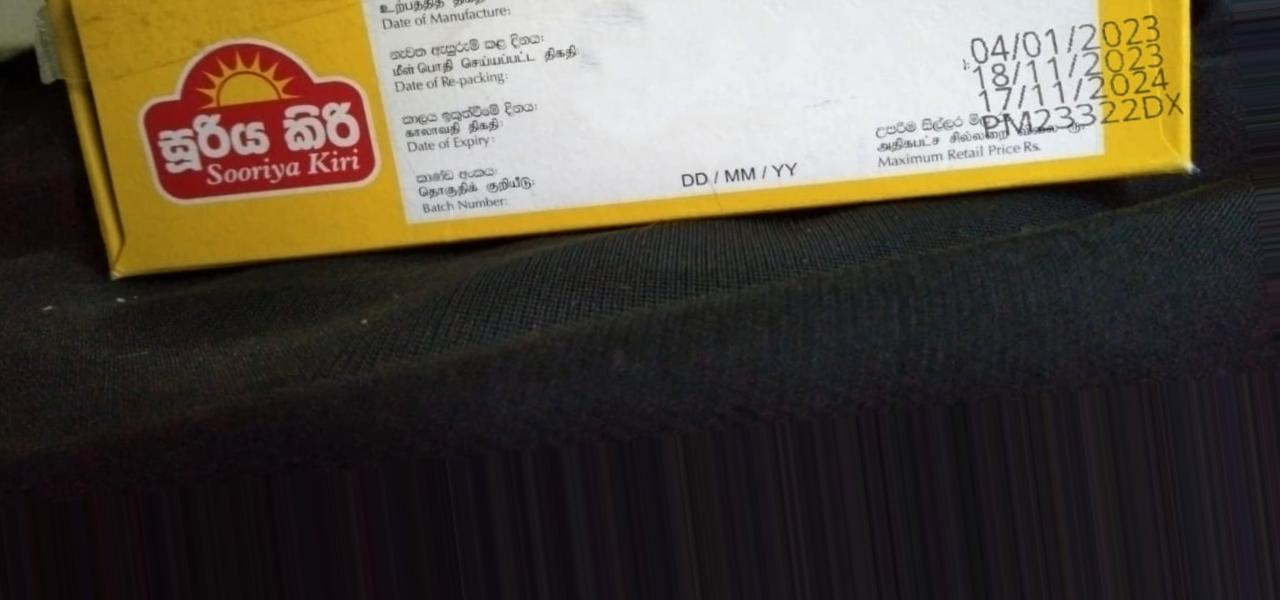 உற்பத்தித் திகதி
Date of Manufacture:
නැවත ඇසුරුම් කළ දිනය:
மீள் பொதி செய்யப்பட்ட திகதி:
Date of Re-packing:
කාලය ඉකුත්වීමේ දිනය:
காலாவதி திகதி:
Date of Expiry:
කාණ්ඩ අංකය:
தொகுதிக் குறியீடு:
Batch Number:
DD / MM / YY
04/01/2023
18/11/2023
17/11/2024
PM23322DX
උපරිම සිල්ලර
அதிகபட்ச சில்லறை
Maximum Retail Price Rs.
සූරිය කිරි
Sooriya Kiri